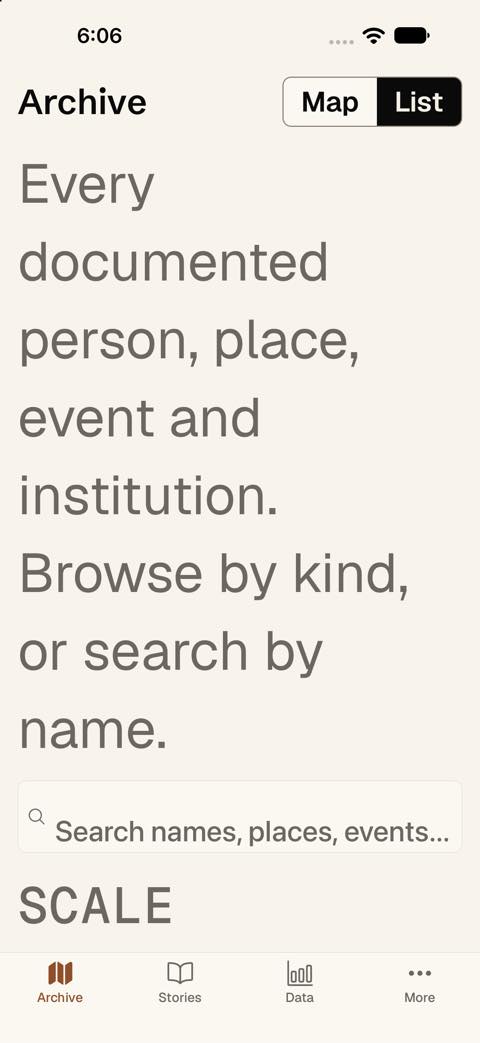 6:06
Archive
Map
List
Every
documented
person, place,
event and
institution.
Browse by kind,
or search by
name.
Search names, places, events...
SCALE
Archive
Stories
Data
More